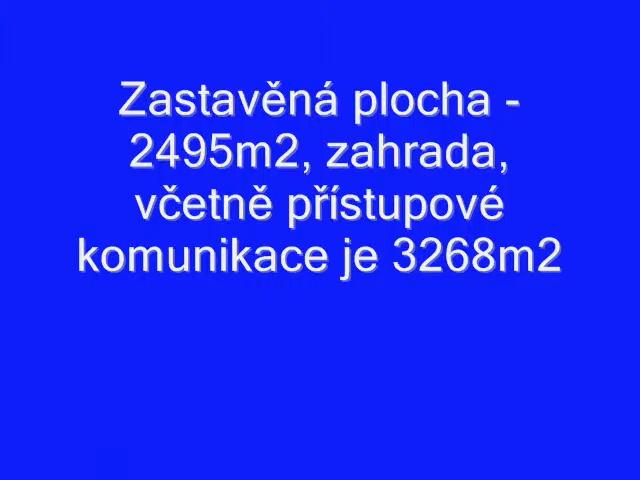 Zastavěná plocha -
2495m2, zahrada,
včetně přístupové
komunikace je 3268m2